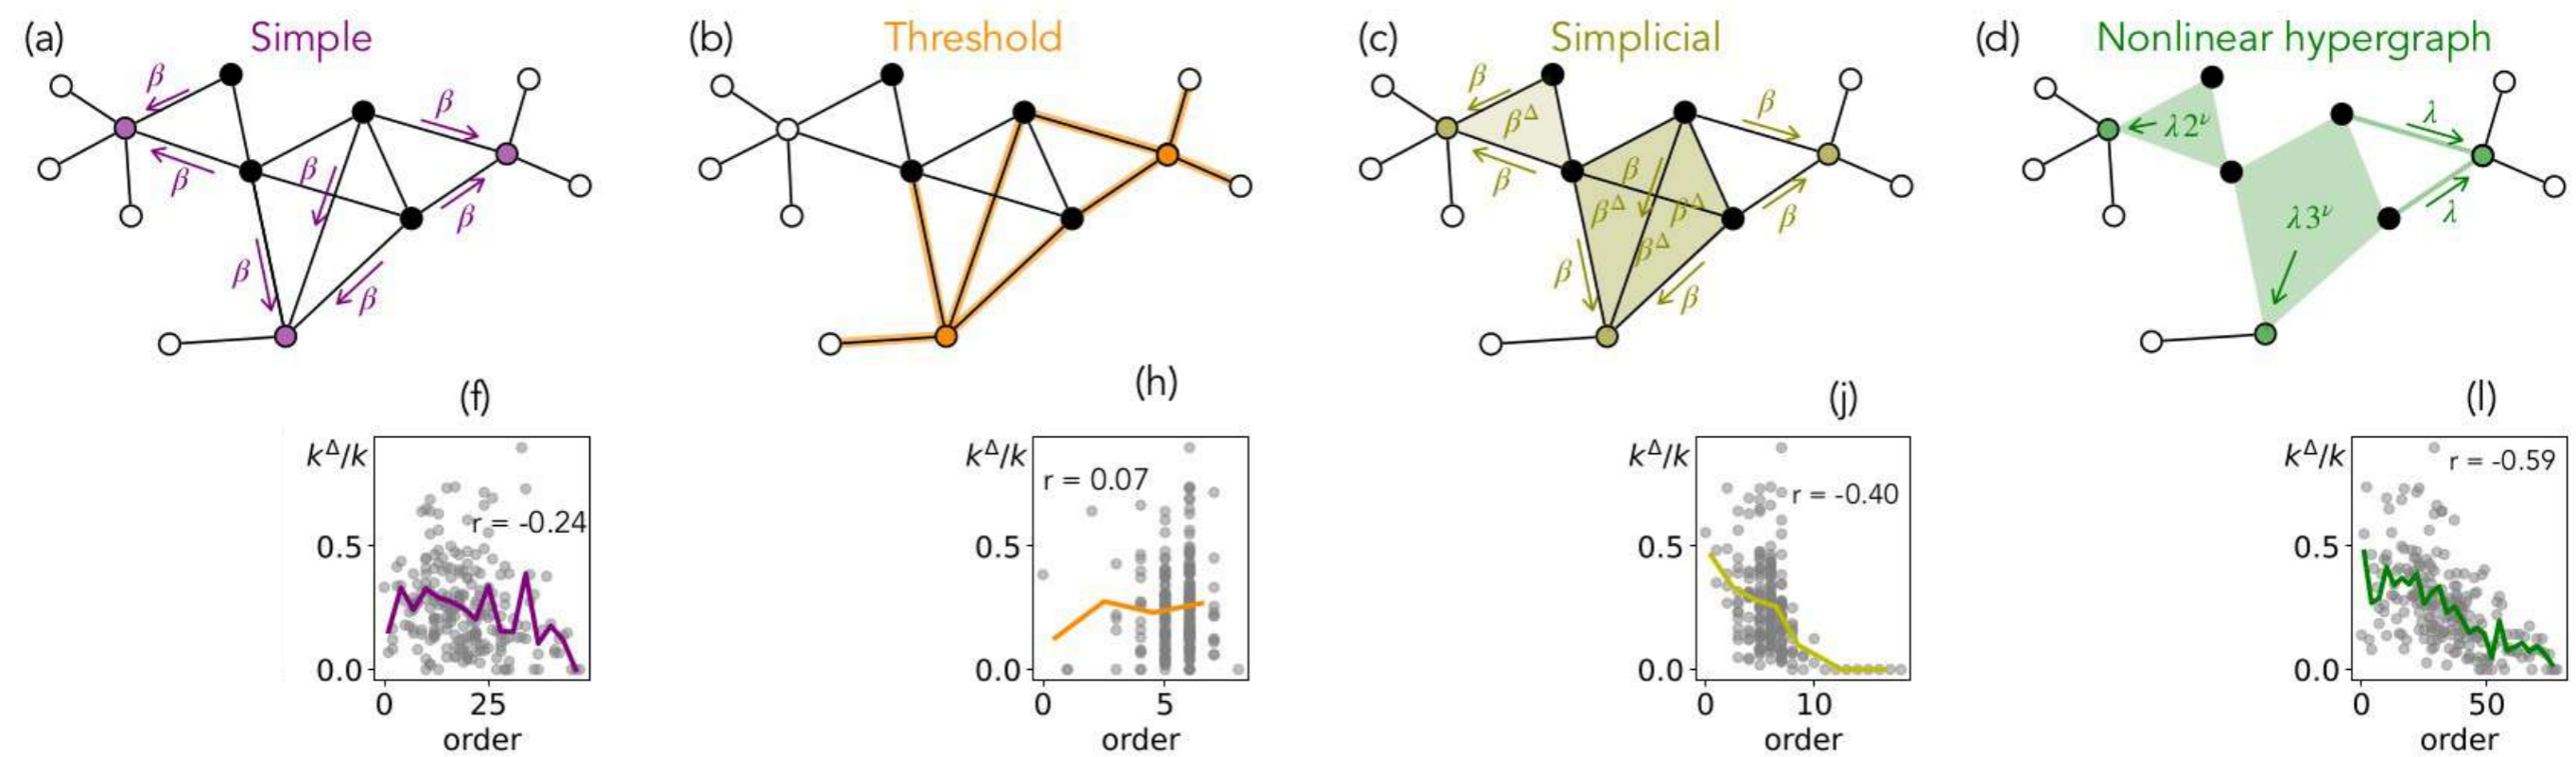 (a) Simple
β
β
β
β
β
β
β
(b) Threshold
(c) Simplicial
β
β
β
β
β
β
β
β^Δ
β^Δ
β^Δ
β^Δ
(d) Nonlinear hypergraph
λ2^ν
λ3^ν
λ
λ
(f)
k^Δ/k
r = -0.24
0.5
0.0
0 25
order
(h)
k^Δ/k
r = 0.07
0.5
0.0
0 5
order
(j)
k^Δ/k
r = -0.40
0.5
0.0
0 10
order
(l)
k^Δ/k
r = -0.59
0.5
0.0
0 50
order